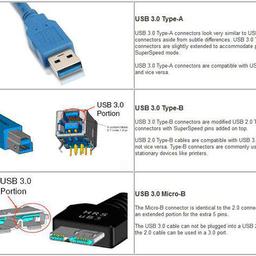 USB 3.0 Type-A
USB 3.0 Type-A connectors look very similar to USB
connectors aside from subtle differences. USB 3.0 T
connectors are slightly extended to accommodate p
SuperSpeed mode.
USB 3.0 Type-A connectors are compatible with US
and vice versa.
USB 3.0
Portion
USB 3.0 Type-B
USB 3.0 Type-B connectors are modified USB 2.0 T
connectors with SuperSpeed pins added on top.
USB 2.0 Type-B cables are compatible with USB 3.
not vice versa. Type-B connectors are commonly us
stationary devices like printers.
USB 3.0
Portion
HRS
USB 3.0 Micro-B
The Micro-B connector is identical to the 2.0 connec
an extended portion for the extra 5 pins.
The USB 3.0 cable can not be plugged into a USB 2
the 2.0 cable can be used in a 3.0 port.